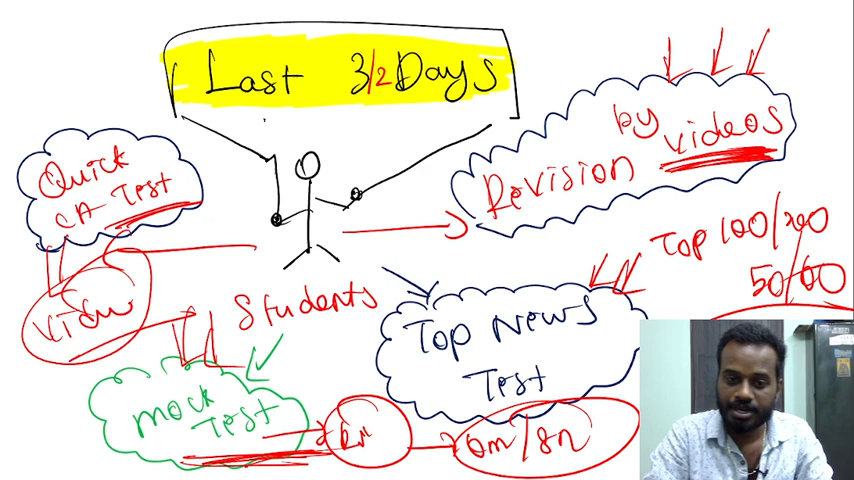 Last 3/2 Days
Quick
CA Test
Revision by videos
Students
Top 100/200
50/60
Top News
Test
Mock
Test